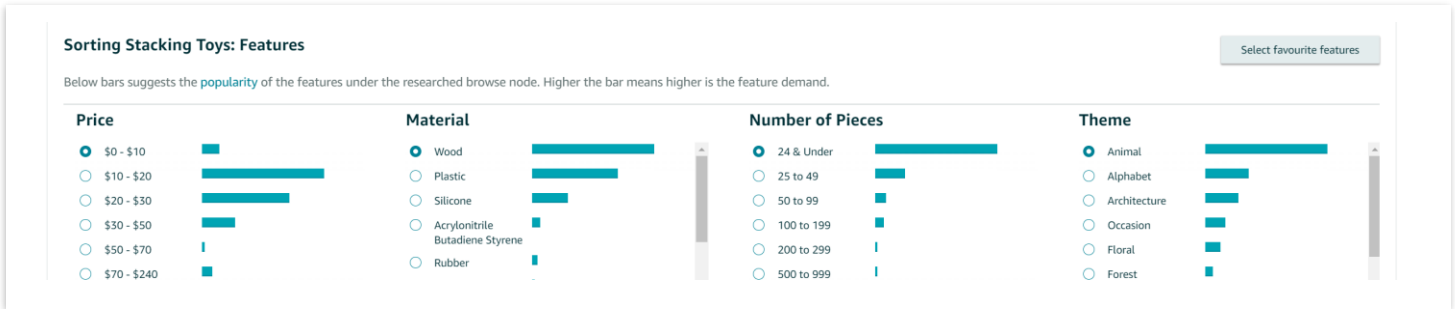 Sorting Stacking Toys: Features
Select favourite features
Below bars suggests the popularity of the features under the researched browse node. Higher the bar means higher is the feature demand.
Price
$0 - $10
$10 - $20
$20 - $30
$30 - $50
$50 - $70
$70 - $240
Material
Wood
Plastic
Silicone
Acrylonitrile
Butadiene Styrene
Rubber
Number of Pieces
24 & Under
25 to 49
50 to 99
100 to 199
200 to 299
500 to 999
Theme
Animal
Alphabet
Architecture
Occasion
Floral
Forest